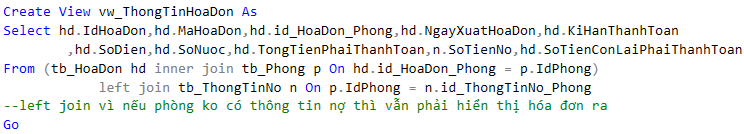 Create View vw_ThongTinHoaDon As
Select hd.IdHoaDon,hd.MaHoaDon,hd.id_HoaDon_Phong,hd.NgayXuatHoaDon,hd.KiHanThanhToan
,hd.SoDien,hd.SoNuoc,hd.TongTienPhaiThanhToan,n.SoTienNo,hd.SoTienConLaiPhaiThanhToan
From (tb_HoaDon hd inner join tb_Phong p On hd.id_HoaDon_Phong = p.IdPhong)
left join tb_ThongTinNo n On p.IdPhong = n.id_ThongTinNo_Phong
--left join vì nếu phòng ko có thông tin nợ thì vẫn phải hiển thị hóa đơn ra
Go